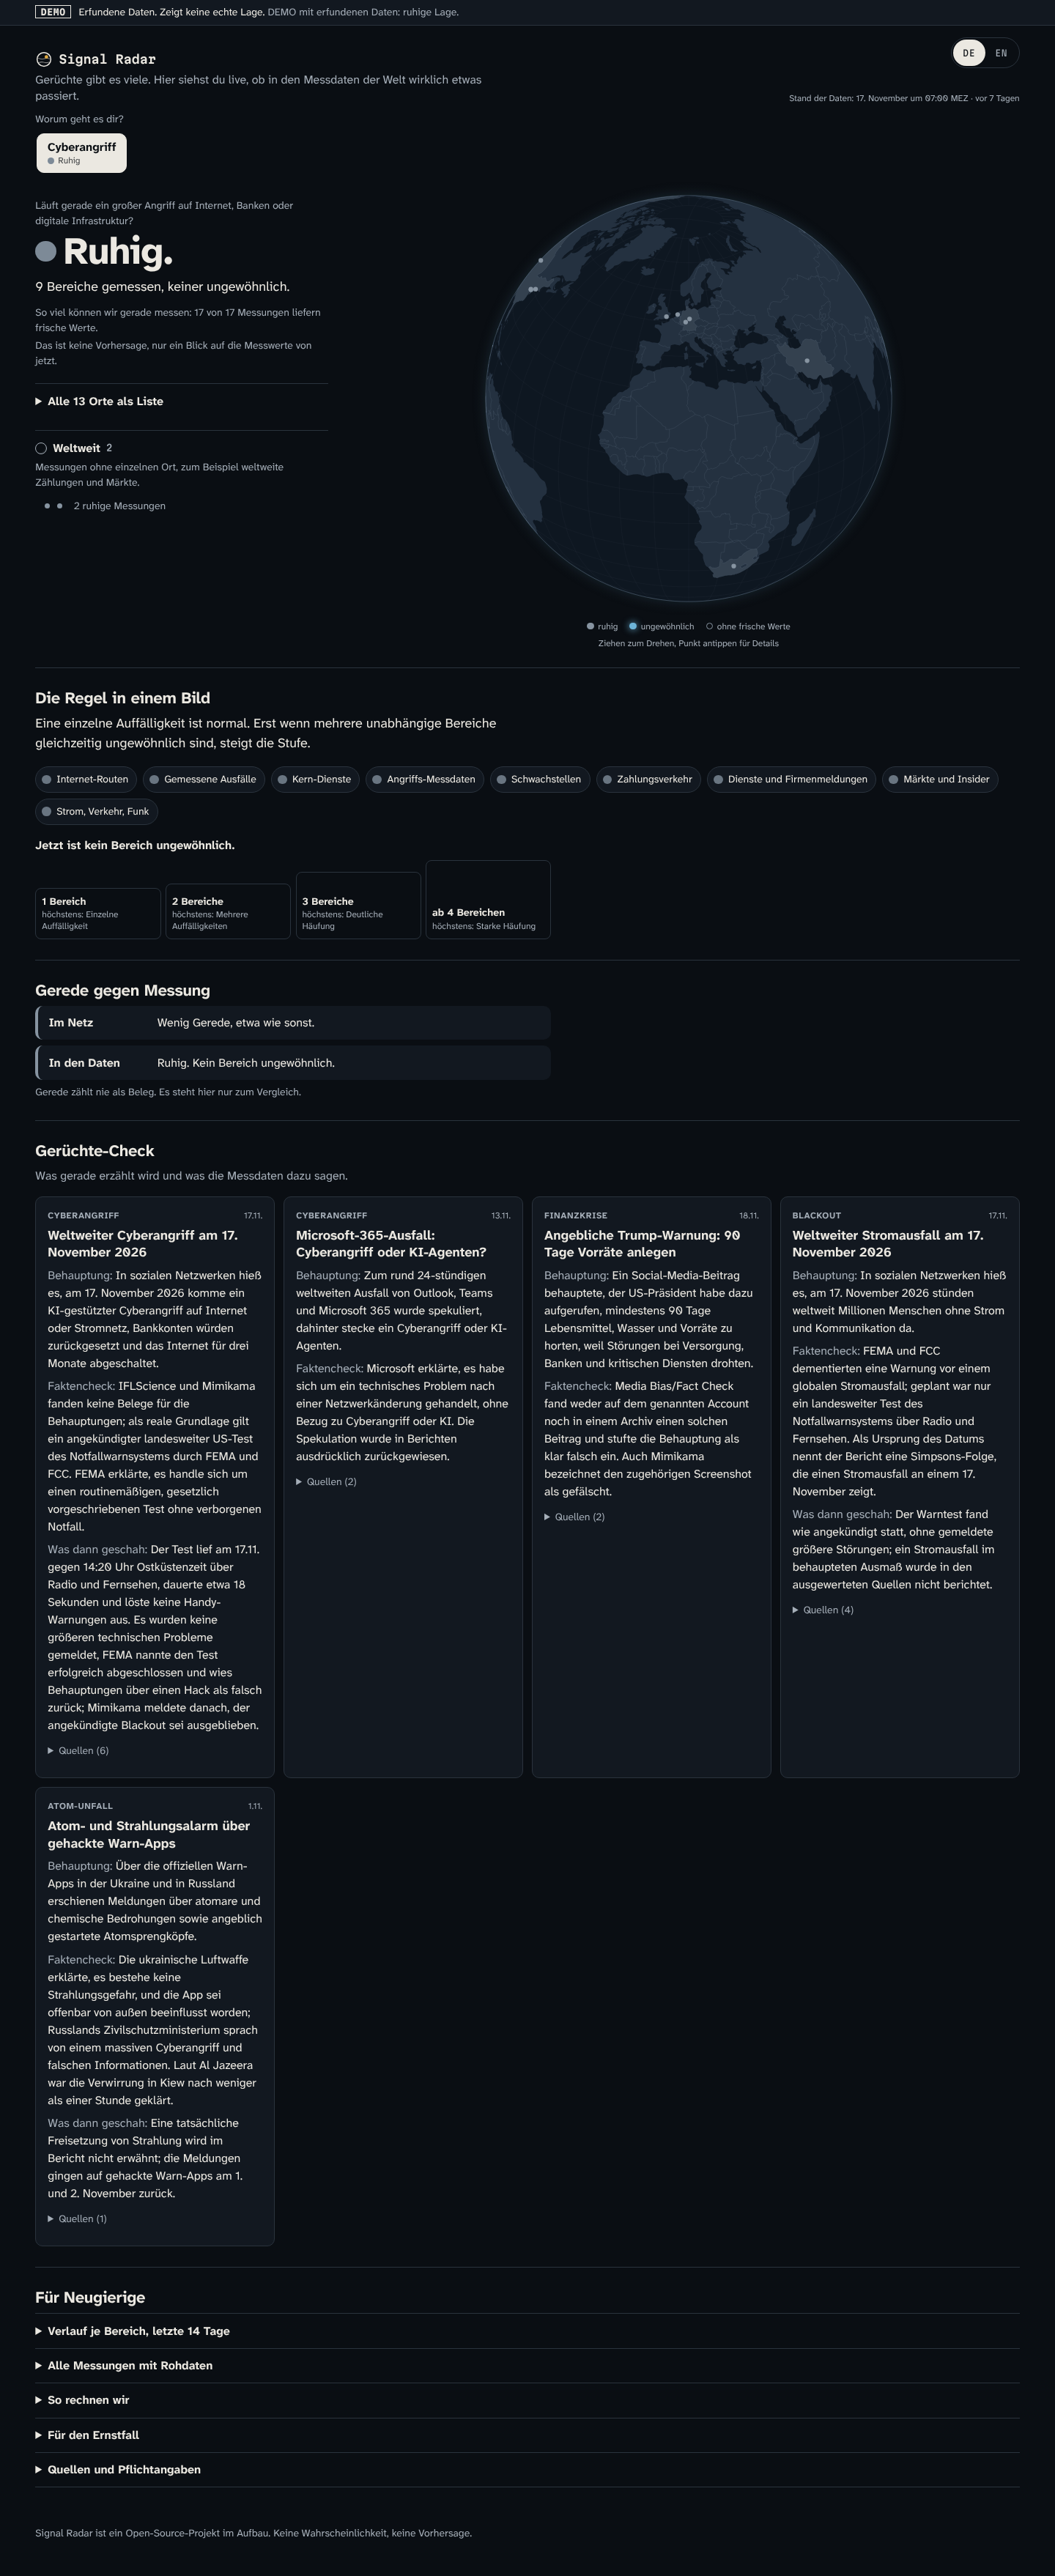 DEMO Erfundene Daten. Zeigt keine echte Lage. DEMO mit erfundenen Daten: ruhige Lage.
Signal Radar
DE EN
Gerüchte gibt es viele. Hier siehst du live, ob in den Messdaten der Welt wirklich etwas
passiert.
Stand der Daten: 17. November um 07:00 MEZ · vor 7 Tagen
Worum geht es dir?
Cyberangriff
Ruhig
Läuft gerade ein großer Angriff auf Internet, Banken oder
digitale Infrastruktur?
Ruhig.
9 Bereiche gemessen, keiner ungewöhnlich.
So viel können wir gerade messen: 17 von 17 Messungen liefern
frische Werte.
Das ist keine Vorhersage, nur ein Blick auf die Messwerte von
jetzt.
Alle 13 Orte als Liste
Weltweit 2
Messungen ohne einzelnen Ort, zum Beispiel weltweite
Zählungen und Märkte.
2 ruhige Messungen
ruhig ungewöhnlich ohne frische Werte
Ziehen zum Drehen, Punkt antippen für Details
Die Regel in einem Bild
Eine einzelne Auffälligkeit ist normal. Erst wenn mehrere unabhängige Bereiche
gleichzeitig ungewöhnlich sind, steigt die Stufe.
Internet-Routen Gemessene Ausfälle Kern-Dienste Angriffs-Messdaten Schwachstellen Zahlungsverkehr Dienste und Firmenmeldungen Märkte und Insider
Strom, Verkehr, Funk
Jetzt ist kein Bereich ungewöhnlich.
1 Bereich
höchstens: Einzelne
Auffälligkeit
2 Bereiche
höchstens: Mehrere
Auffälligkeiten
3 Bereiche
höchstens: Deutliche
Häufung
ab 4 Bereichen
höchstens: Starke Häufung
Gerede gegen Messung
Im Netz Wenig Gerede, etwa wie sonst.
In den Daten Ruhig. Kein Bereich ungewöhnlich.
Gerede zählt nie als Beleg. Es steht hier nur zum Vergleich.
Gerüchte-Check
Was gerade erzählt wird und was die Messdaten dazu sagen.
CYBERANGRIFF 17.11.
Weltweiter Cyberangriff am 17.
November 2026
Behauptung: In sozialen Netzwerken hieß
es, am 17. November 2026 komme ein
KI-gestützter Cyberangriff auf Internet
oder Stromnetz, Bankkonten würden
zurückgesetzt und das Internet für drei
Monate abgeschaltet.
Faktencheck: IFLScience und Mimikama
fanden keine Belege für die
Behauptungen; als reale Grundlage gilt
ein angekündigter landesweiter US-Test
des Notfallwarnsystems durch FEMA und
FCC. FEMA erklärte, es handle sich um
einen routinemäßigen, gesetzlich
vorgeschriebenen Test ohne verborgenen
Notfall.
Was dann geschah: Der Test lief am 17.11.
gegen 14:20 Uhr Ostküstenzeit über
Radio und Fernsehen, dauerte etwa 18
Sekunden und löste keine Handy-
Warnungen aus. Es wurden keine
größeren technischen Probleme
gemeldet, FEMA nannte den Test
erfolgreich abgeschlossen und wies
Behauptungen über einen Hack als falsch
zurück; Mimikama meldete danach, der
angekündigte Blackout sei ausgeblieben.
Quellen (6)
CYBERANGRIFF 13.11.
Microsoft-365-Ausfall:
Cyberangriff oder KI-Agenten?
Behauptung: Zum rund 24-stündigen
weltweiten Ausfall von Outlook, Teams
und Microsoft 365 wurde spekuliert,
dahinter stecke ein Cyberangriff oder KI-
Agenten.
Faktencheck: Microsoft erklärte, es habe
sich um ein technisches Problem nach
einer Netzwerkänderung gehandelt, ohne
Bezug zu Cyberangriff oder KI. Die
Spekulation wurde in Berichten
ausdrücklich zurückgewiesen.
Quellen (2)
FINANZKRISE 18.11.
Angebliche Trump-Warnung: 90
Tage Vorräte anlegen
Behauptung: Ein Social-Media-Beitrag
behauptete, der US-Präsident habe dazu
aufgerufen, mindestens 90 Tage
Lebensmittel, Wasser und Vorräte zu
horten, weil Störungen bei Versorgung,
Banken und kritischen Diensten drohten.
Faktencheck: Media Bias/Fact Check
fand weder auf dem genannten Account
noch in einem Archiv einen solchen
Beitrag und stufte die Behauptung als
klar falsch ein. Auch Mimikama
bezeichnet den zugehörigen Screenshot
als gefälscht.
Quellen (2)
BLACKOUT 17.11.
Weltweiter Stromausfall am 17.
November 2026
Behauptung: In sozialen Netzwerken hieß
es, am 17. November 2026 stünden
weltweit Millionen Menschen ohne Strom
und Kommunikation da.
Faktencheck: FEMA und FCC
dementierten eine Warnung vor einem
globalen Stromausfall; geplant war nur
ein landesweiter Test des
Notfallwarnsystems über Radio und
Fernsehen. Als Ursprung des Datums
nennt der Bericht eine Simpsons-Folge,
die einen Stromausfall an einem 17.
November zeigt.
Was dann geschah: Der Warntest fand
wie angekündigt statt, ohne gemeldete
größere Störungen; ein Stromausfall im
behaupteten Ausmaß wurde in den
ausgewerteten Quellen nicht berichtet.
Quellen (4)
ATOM-UNFALL 1.11.
Atom- und Strahlungsalarm über
gehackte Warn-Apps
Behauptung: Über die offiziellen Warn-
Apps in der Ukraine und in Russland
erschienen Meldungen über atomare und
chemische Bedrohungen sowie angeblich
gestartete Atomsprengköpfe.
Faktencheck: Die ukrainische Luftwaffe
erklärte, es bestehe keine
Strahlungsgefahr, und die App sei
offenbar von außen beeinflusst worden;
Russlands Zivilschutzministerium sprach
von einem massiven Cyberangriff und
falschen Informationen. Laut Al Jazeera
war die Verwirrung in Kiew nach weniger
als einer Stunde geklärt.
Was dann geschah: Eine tatsächliche
Freisetzung von Strahlung wird im
Bericht nicht erwähnt; die Meldungen
gingen auf gehackte Warn-Apps am 1.
und 2. November zurück.
Quellen (1)
Für Neugierige
Verlauf je Bereich, letzte 14 Tage
Alle Messungen mit Rohdaten
So rechnen wir
Für den Ernstfall
Quellen und Pflichtangaben
Signal Radar ist ein Open-Source-Projekt im Aufbau. Keine Wahrscheinlichkeit, keine Vorhersage.